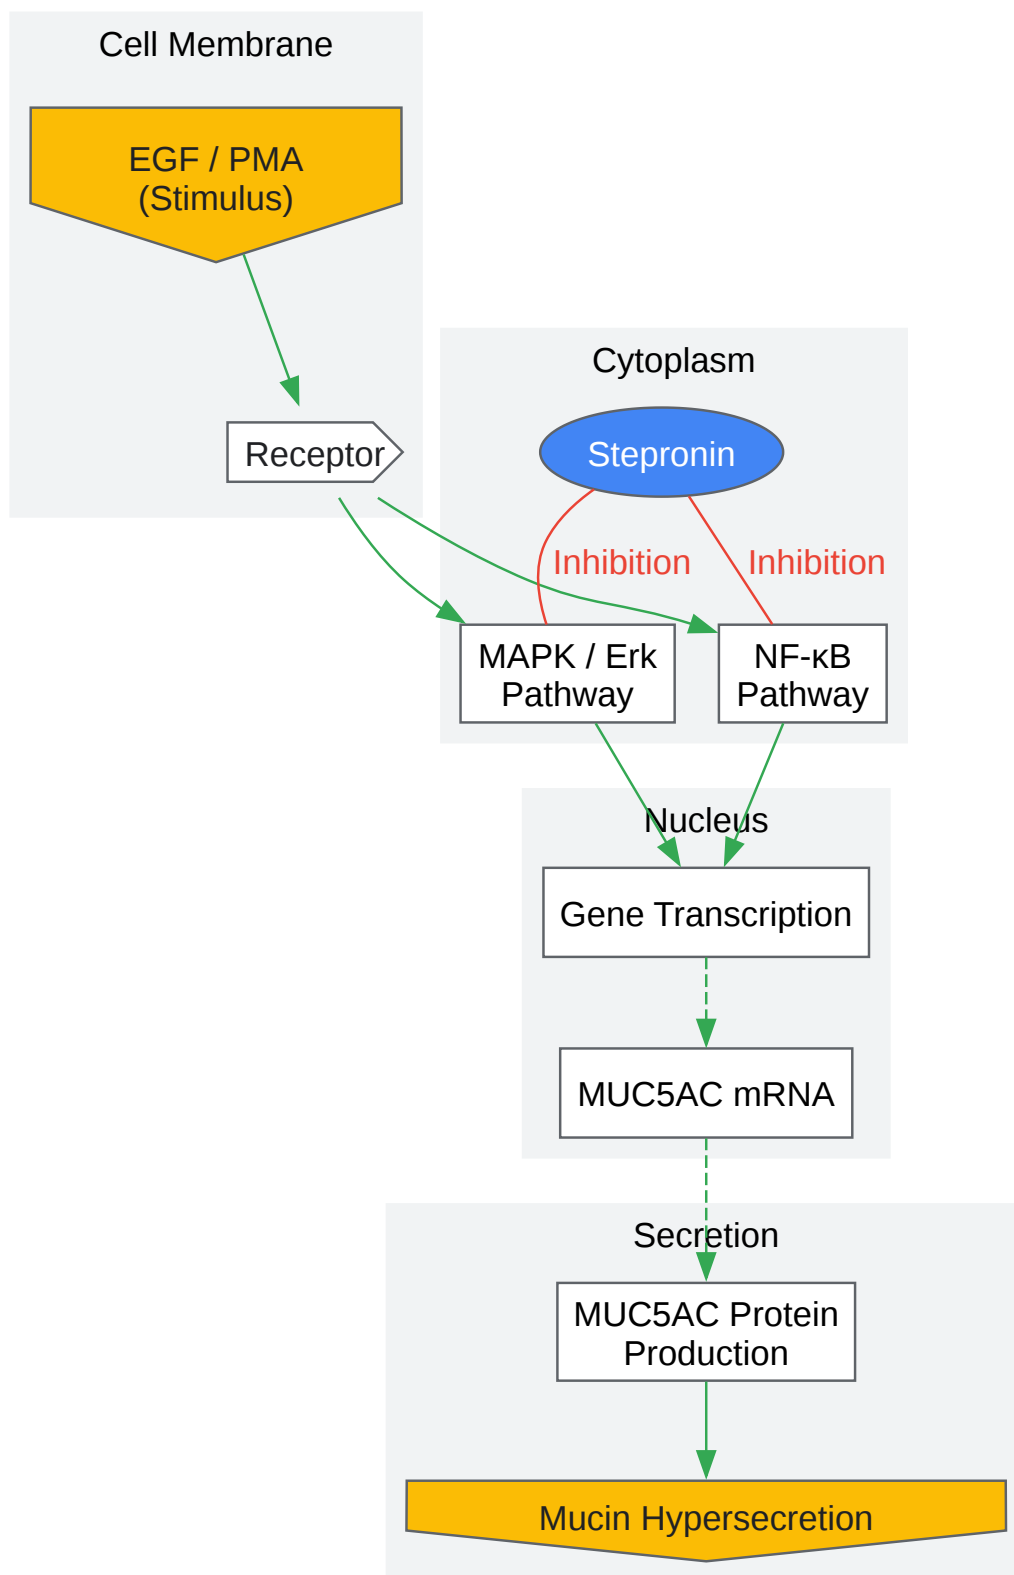 Cell Membrane
EGF / PMA
(Stimulus)
Receptor
Cytoplasm
Stepronin
Inhibition
Inhibition
MAPK / Erk
Pathway
NF-κB
Pathway
Nucleus
Gene Transcription
MUC5AC mRNA
Secretion
MUC5AC Protein
Production
Mucin Hypersecretion